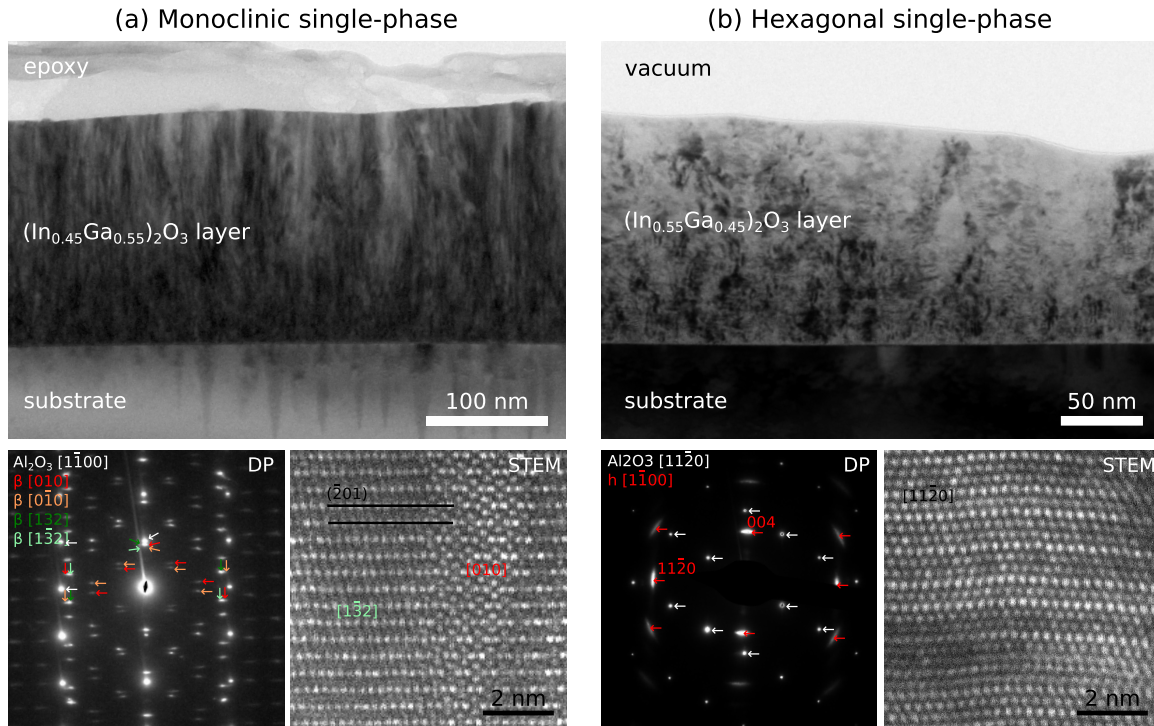 (a) Monoclinic single-phase
epoxy
(In₀.₄₅Ga₀.₅₅)₂O₃ layer
substrate
100 nm
Al₂O₃ [11̄00]
β [010]
β [01̄0]
β [132]
β [13̄2]
DP
STEM
(2̄01)
[010]
[13̄2]
2 nm
(b) Hexagonal single-phase
vacuum
(In₀.₅₅Ga₀.₄₅)₂O₃ layer
substrate
50 nm
Al2O3 [112̄0]
h [11̄00]
DP
004
112̄0
STEM
[112̄0]
2 nm